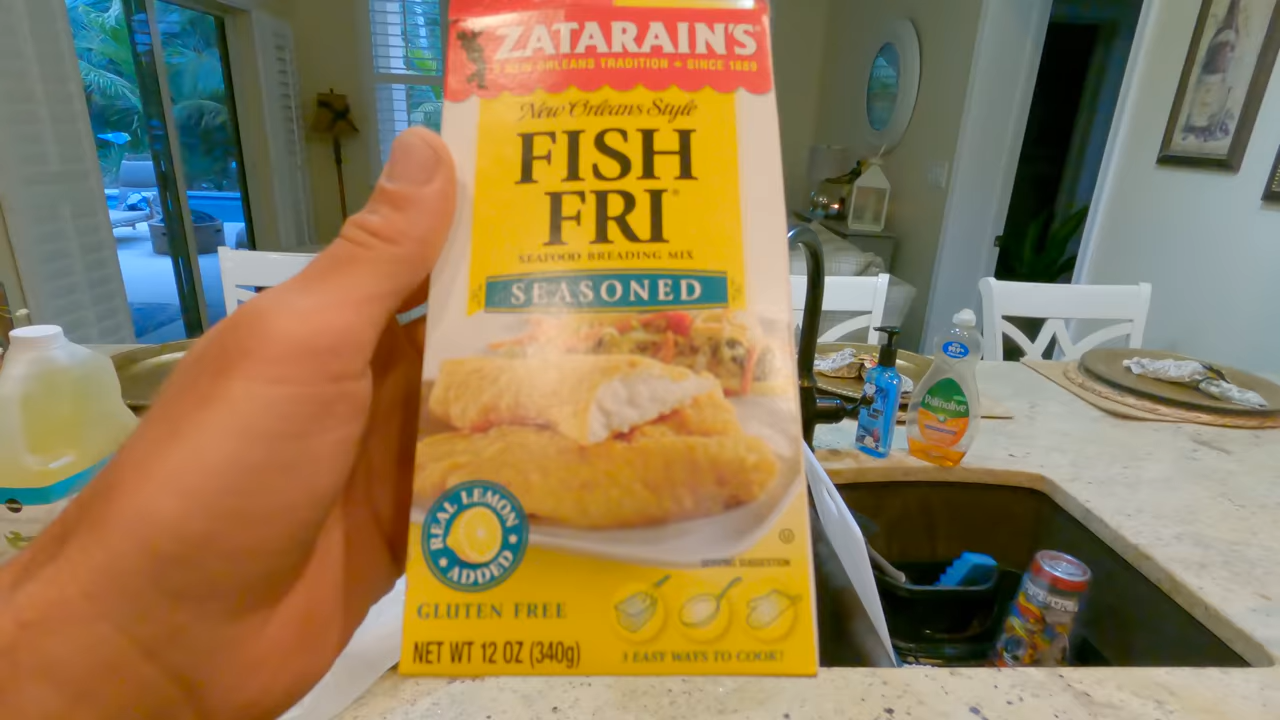 ZATARAIN'S
A NEW ORLEANS TRADITION • SINCE 1889
New Orleans Style
FISH
FRI®
SEAFOOD BREADING MIX
SEASONED
REAL LEMON
ADDED
SERVING SUGGESTION
GLUTEN FREE
NET WT 12 OZ (340g)
3 EASY WAYS TO COOK!
Palmolive